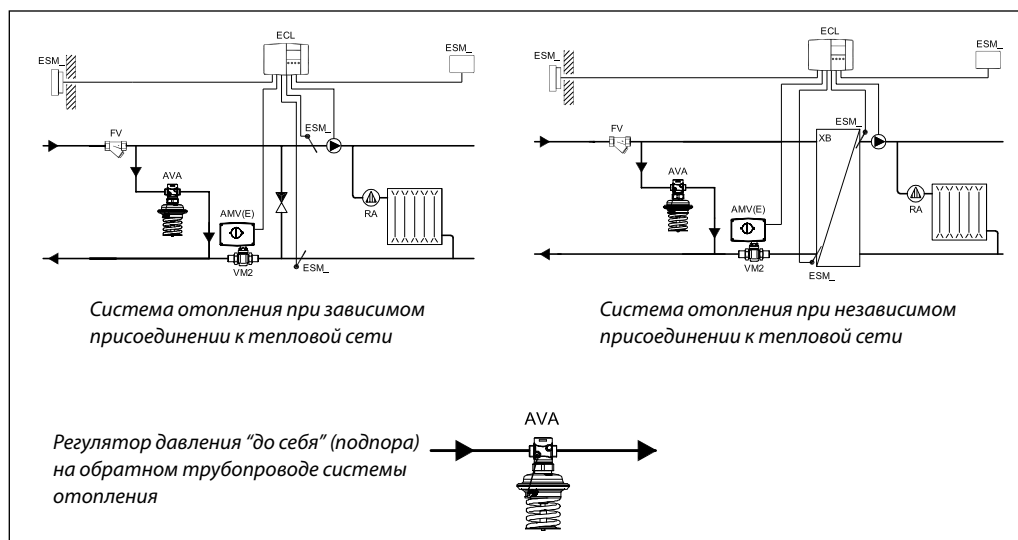 ECL
ESM_
ESM_
FV
ESM_
AVA
AMV(E)
RA
VM2
ESM_
Система отопления при зависимом
присоединении к тепловой сети
ECL
ESM_
ESM_
FV
ESM_
XB
AVA
AMV(E)
RA
VM2
ESM_
Система отопления при независимом
присоединении к тепловой сети
Регулятор давления “до себя” (подпора)
на обратном трубопроводе системы
отопления
AVA